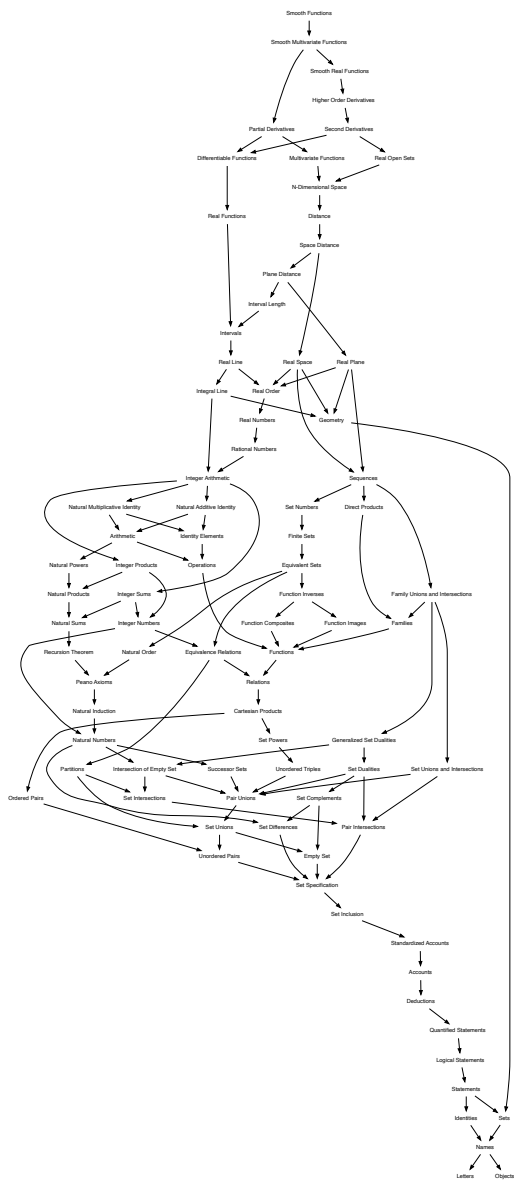 Smooth Functions
Smooth Multivariate Functions
Smooth Real Functions
Higher Order Derivatives
Partial Derivatives
Second Derivatives
Differentiable Functions
Multivariate Functions
Real Open Sets
N-Dimensional Space
Real Functions
Distance
Space Distance
Plane Distance
Interval Length
Intervals
Real Line
Real Space
Real Plane
Integral Line
Real Order
Real Numbers
Geometry
Rational Numbers
Integer Arithmetic
Sequences
Natural Multiplicative Identity
Natural Additive Identity
Set Numbers
Direct Products
Arithmetic
Identity Elements
Finite Sets
Natural Powers
Integer Products
Operations
Equivalent Sets
Natural Products
Integer Sums
Function Inverses
Family Unions and Intersections
Natural Sums
Integer Numbers
Function Composites
Function Images
Families
Recursion Theorem
Natural Order
Equivalence Relations
Functions
Peano Axioms
Relations
Natural Induction
Cartesian Products
Natural Numbers
Set Powers
Generalized Set Dualities
Partitions
Intersection of Empty Set
Successor Sets
Unordered Triples
Set Dualities
Set Unions and Intersections
Ordered Pairs
Set Intersections
Pair Unions
Set Complements
Set Unions
Set Differences
Pair Intersections
Unordered Pairs
Empty Set
Set Specification
Set Inclusion
Standardized Accounts
Accounts
Deductions
Quantified Statements
Logical Statements
Statements
Identities
Sets
Names
Letters
Objects